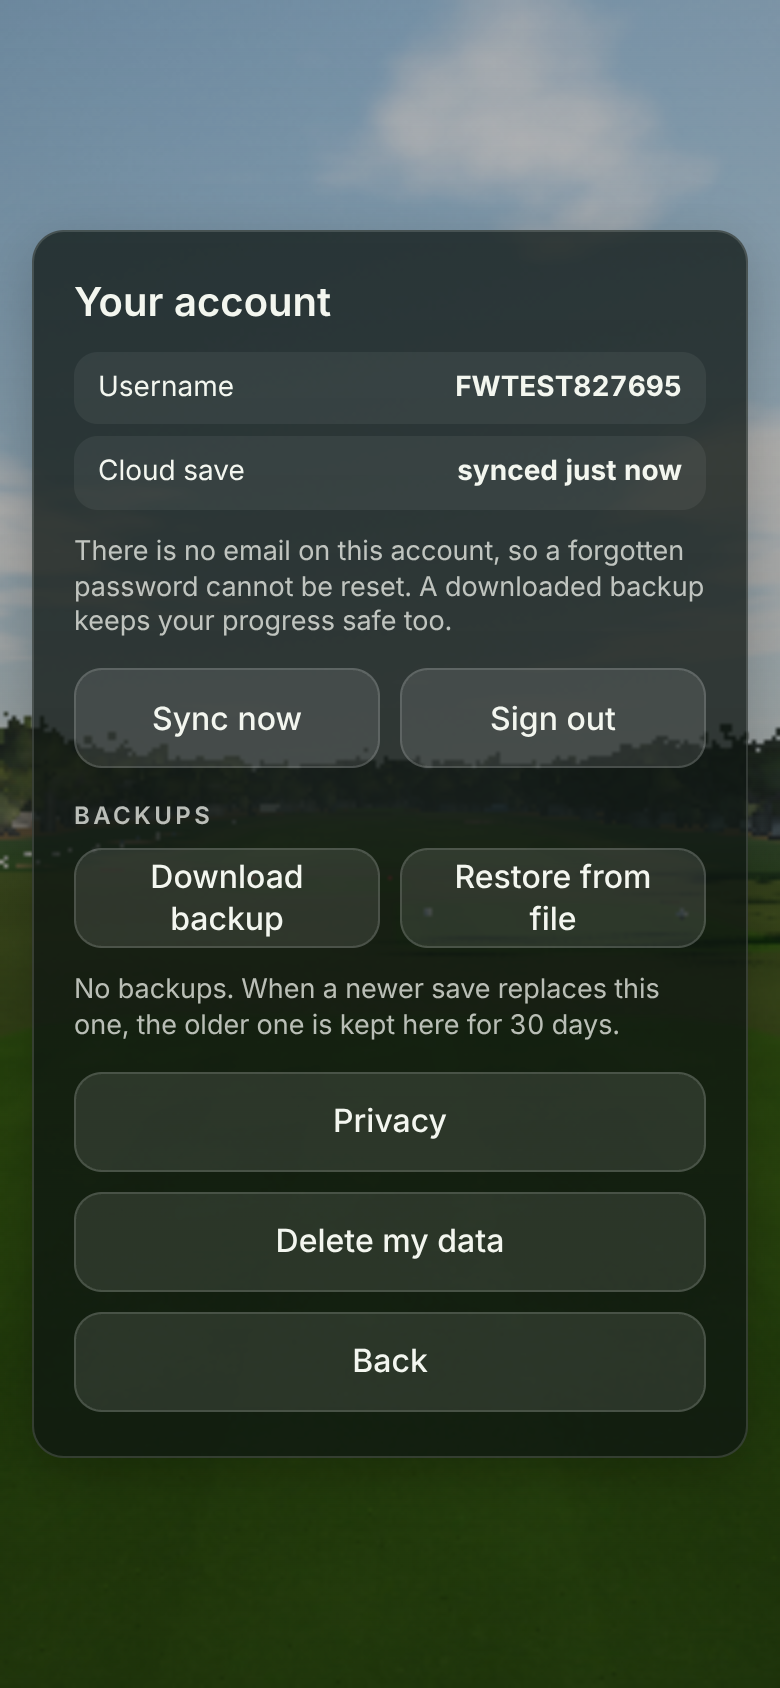 Your account
Username FWTEST827695
Cloud save synced just now
There is no email on this account, so a forgotten
password cannot be reset. A downloaded backup
keeps your progress safe too.
Sync now Sign out
BACKUPS
Download
backup
Restore from
file
No backups. When a newer save replaces this
one, the older one is kept here for 30 days.
Privacy
Delete my data
Back